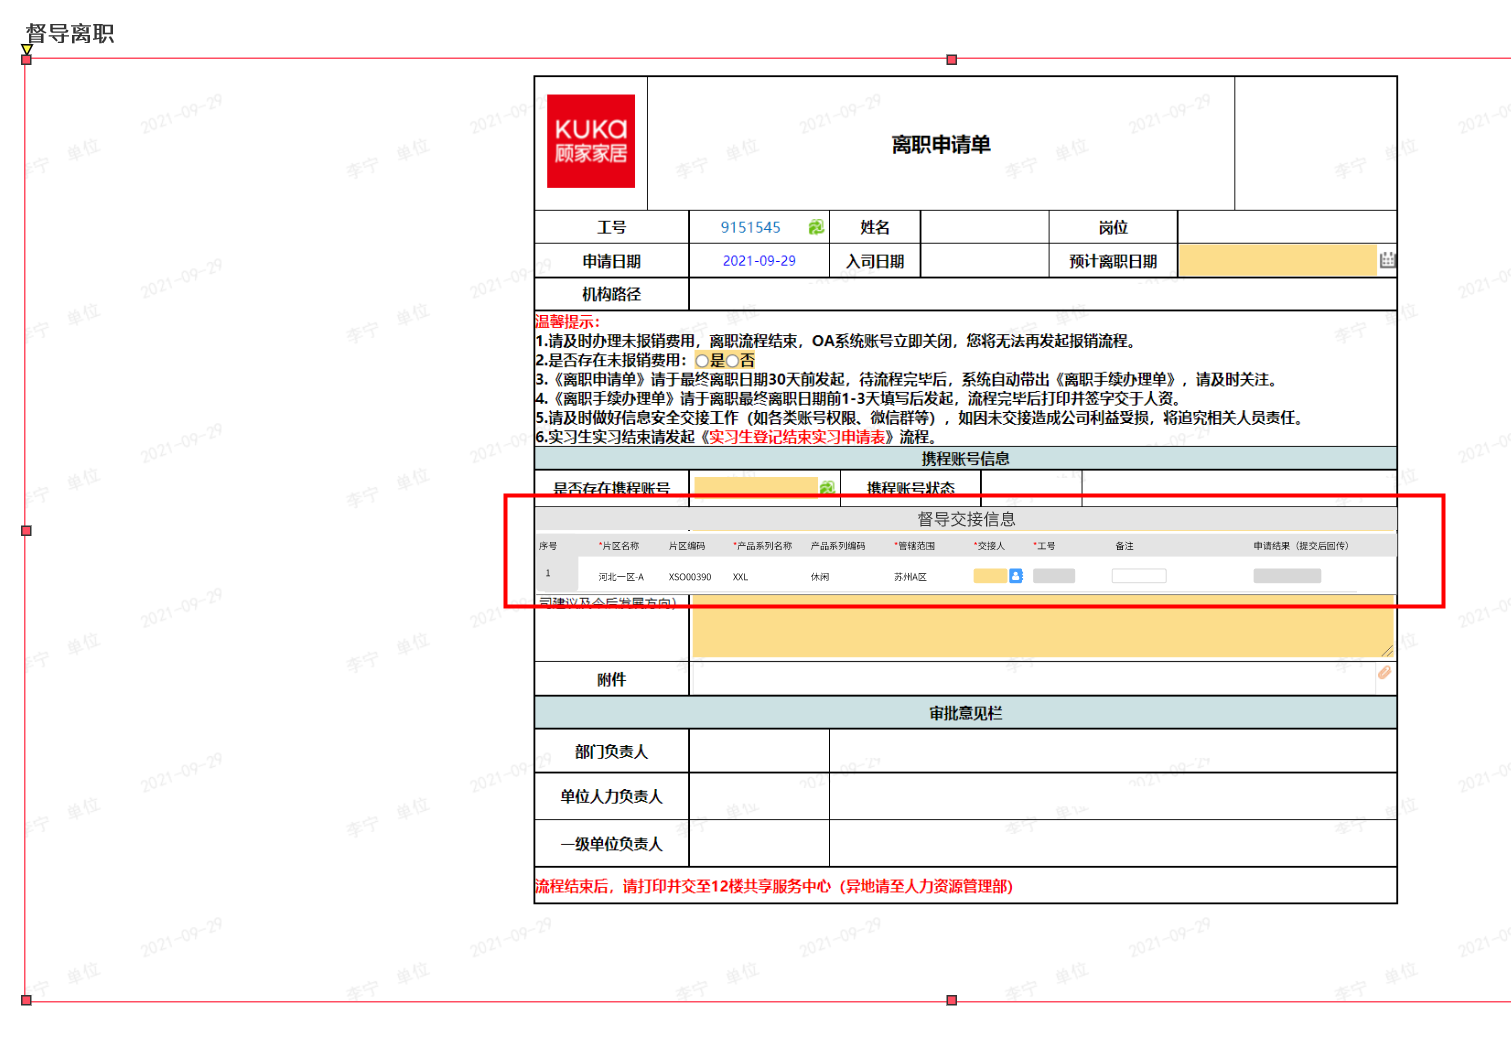 督导离职
KUKa
顾家家居
离职申请单
工号 9151545 姓名 岗位
申请日期 2021-09-29 入司日期 预计离职日期
机构路径
温馨提示：
1.请及时办理未报销费用，离职流程结束，OA系统账号立即关闭，您将无法再发起报销流程。
2.是否存在未报销费用：是否
3.《离职申请单》请于最终离职日期30天前发起，待流程完毕后，系统自动带出《离职手续办理单》，请及时关注。
4.《离职手续办理单》请于离职最终离职日期前1-3天填写后发起，流程完毕后打印并签字交于人资。
5.请及时做好信息安全交接工作（如各类账号权限、微信群等），如因未交接造成公司利益受损，将追究相关人员责任。
6.实习生实习结束请发起《实习生登记结束实习申请表》流程。
携程账号信息
是否存在携程账号 携程账号状态
督导交接信息
序号 *片区名称 片区编码 *产品系列名称 产品系列编码 *管辖范围 *交接人 *工号 备注 申请结果（提交后回传）
1 河北一区-A XSO00390 XXL 休闲 苏州A区
司建议及今后发展方向）
附件
审批意见栏
部门负责人
单位人力负责人
一级单位负责人
流程结束后，请打印并交至12楼共享服务中心（异地请至人力资源管理部）
李宁 单位 2021-09-29